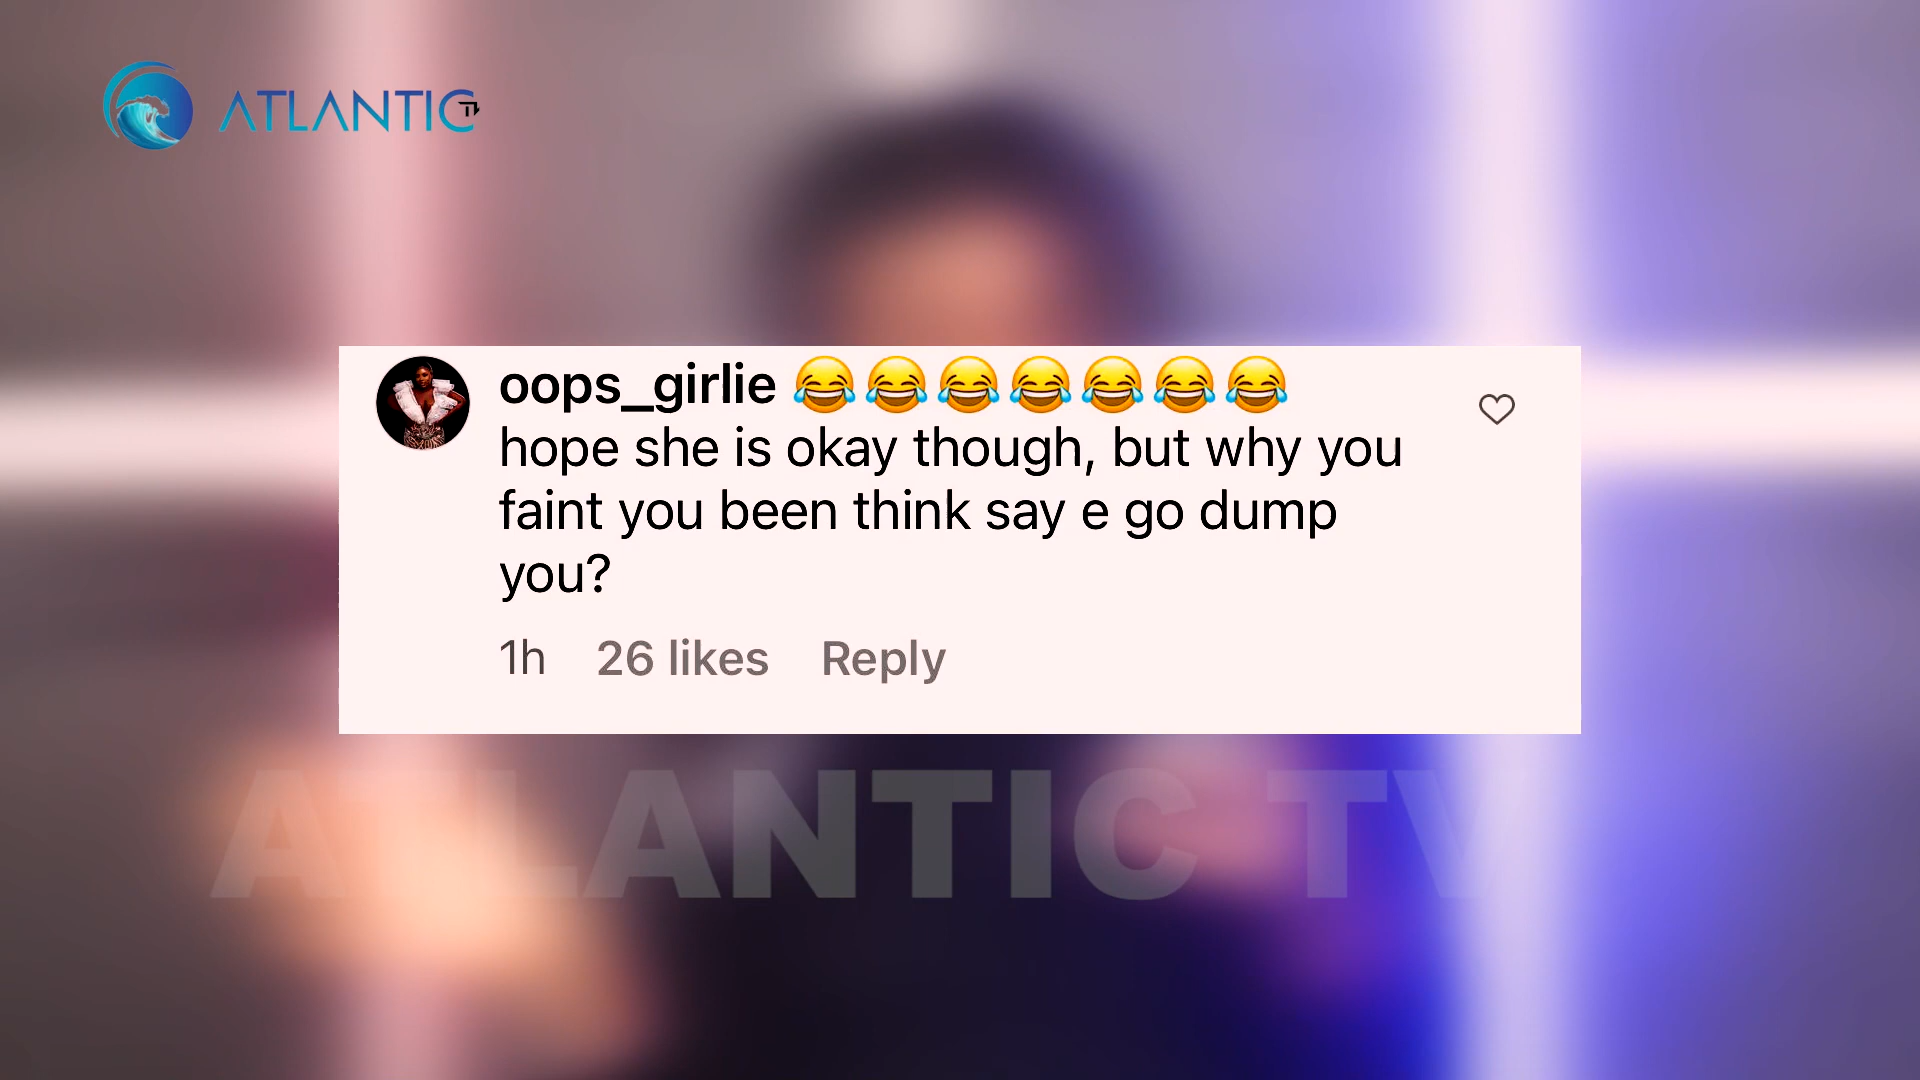 ATLANTIC TV
oops_girlie 😂😂😂😂😂😂😂
hope she is okay though, but why you
faint you been think say e go dump
you?
1h 26 likes Reply
ATLANTIC TV